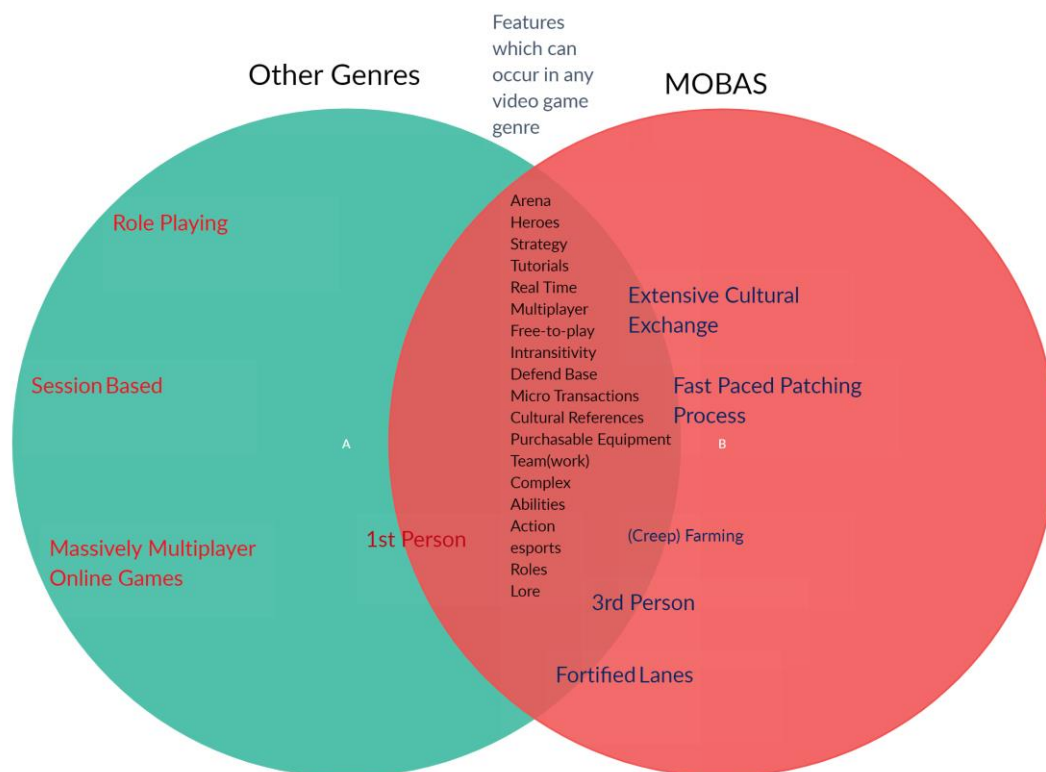 Features
which can
occur in any
video game
genre
Other Genres
MOBAS
Role Playing
Session Based
A
Massively Multiplayer
Online Games
1st Person
Arena
Heroes
Strategy
Tutorials
Real Time
Multiplayer
Free-to-play
Intransitivity
Defend Base
Micro Transactions
Cultural References
Purchasable Equipment
Team(work)
Complex
Abilities
Action
esports
Roles
Lore
Extensive Cultural
Exchange
Fast Paced Patching
Process
B
(Creep) Farming
3rd Person
Fortified Lanes